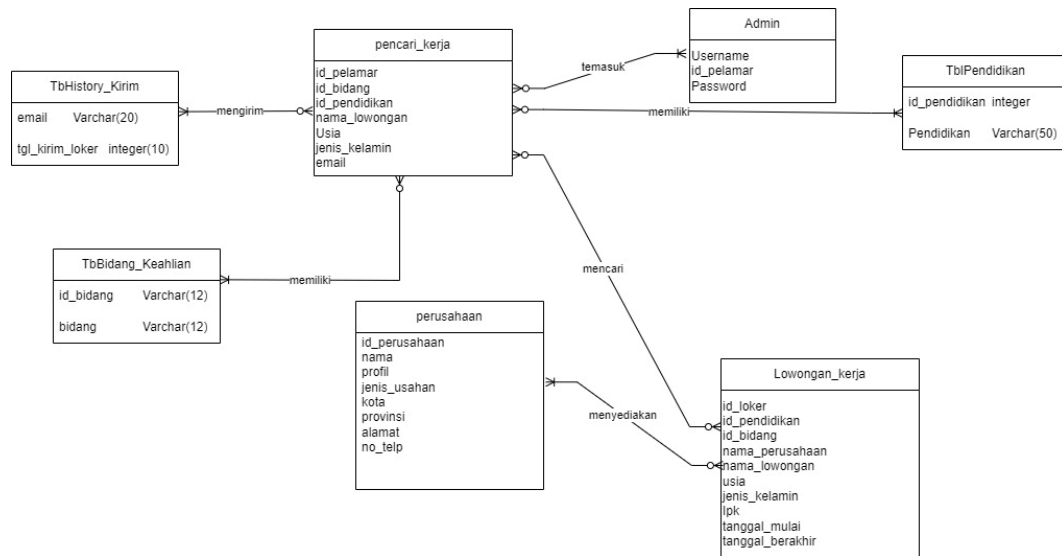 Admin
Username
id_pelamar
Password
pencari_kerja
id_pelamar
id_bidang
id_pendidikan
nama_lowongan
Usia
jenis_kelamin
email
temasuk
TblPendidikan
id_pendidikan integer
Pendidikan Varchar(50)
memiliki
TbHistory_Kirim
email Varchar(20)
tgl_kirim_loker integer(10)
mengirim
TbBidang_Keahlian
id_bidang Varchar(12)
bidang Varchar(12)
memiliki
mencari
perusahaan
id_perusahaan
nama
profil
jenis_usahan
kota
provinsi
alamat
no_telp
menyediakan
Lowongan_kerja
id_loker
id_pendidikan
id_bidang
nama_perusahaan
nama_lowongan
usia
jenis_kelamin
Ipk
tanggal_mulai
tanggal_berakhir